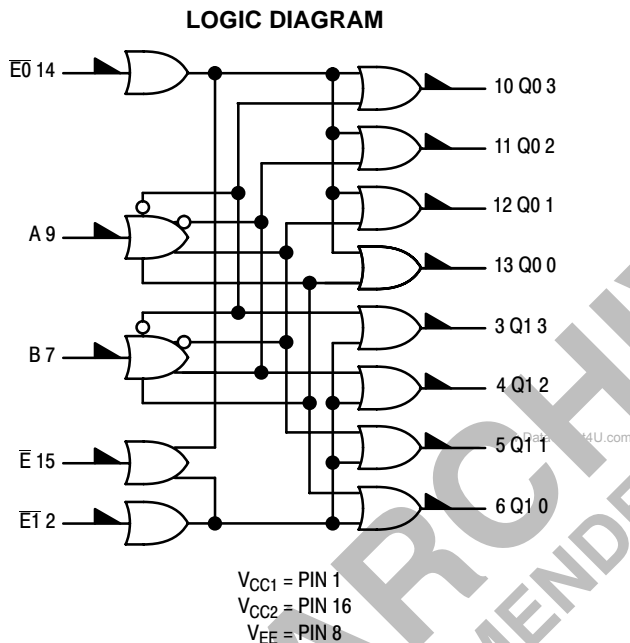 LOGIC DIAGRAM
E0 14
10 Q0 3
11 Q0 2
12 Q0 1
A 9
13 Q0 0
3 Q1 3
B 7
4 Q1 2
5 Q1 1
E 15
6 Q1 0
E1 2
VCC1 = PIN 1
VCC2 = PIN 16
VEE = PIN 8